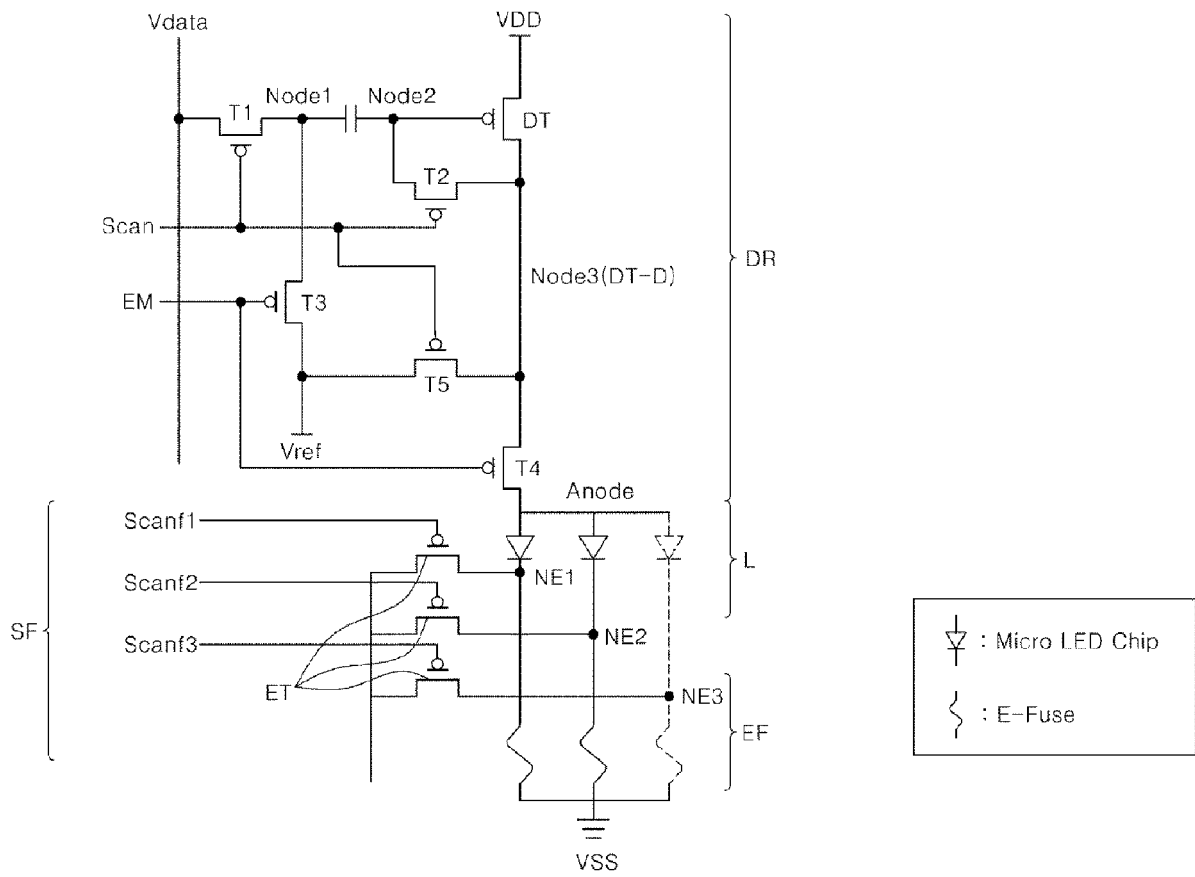 Vdata
VDD
Node1
Node2
T1
DT
T2
Scan
DR
Node3(DT-D)
EM
T3
T5
Vref
T4
Anode
Scanf1
L
NE1
Scanf2
SF
NE2
Scanf3
ET
NE3
EF
VSS
: Micro LED Chip
: E-Fuse